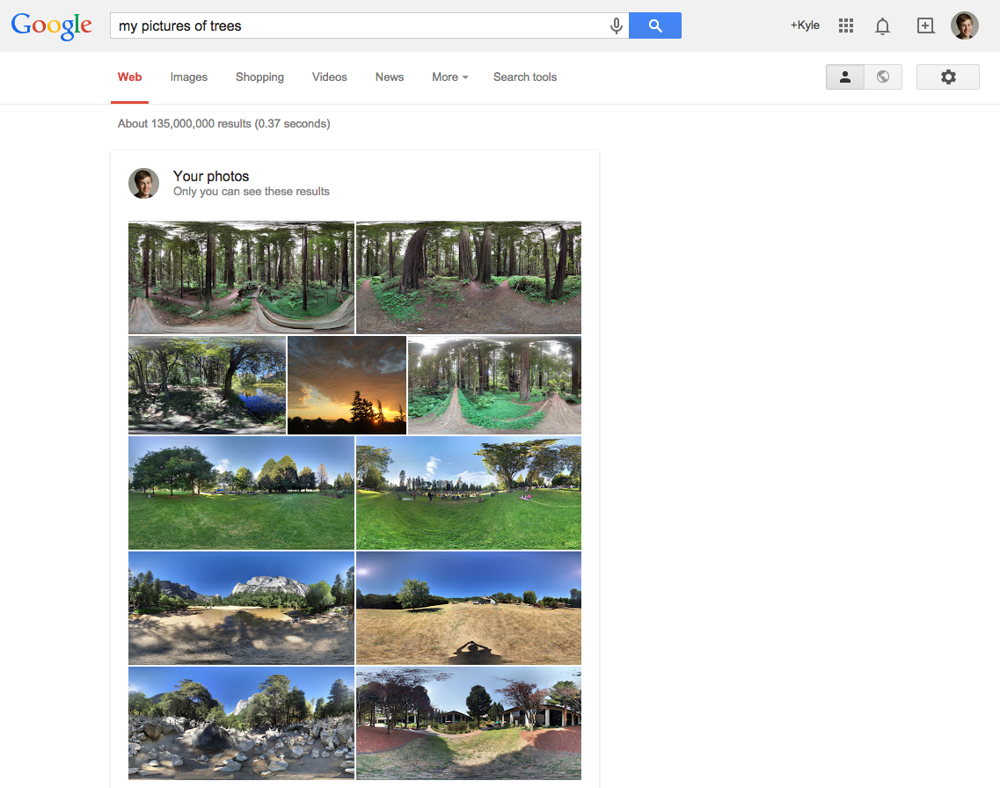 Google
my pictures of trees
+Kyle
Web Images Shopping Videos News More Search tools
About 135,000,000 results (0.37 seconds)
Your photos
Only you can see these results